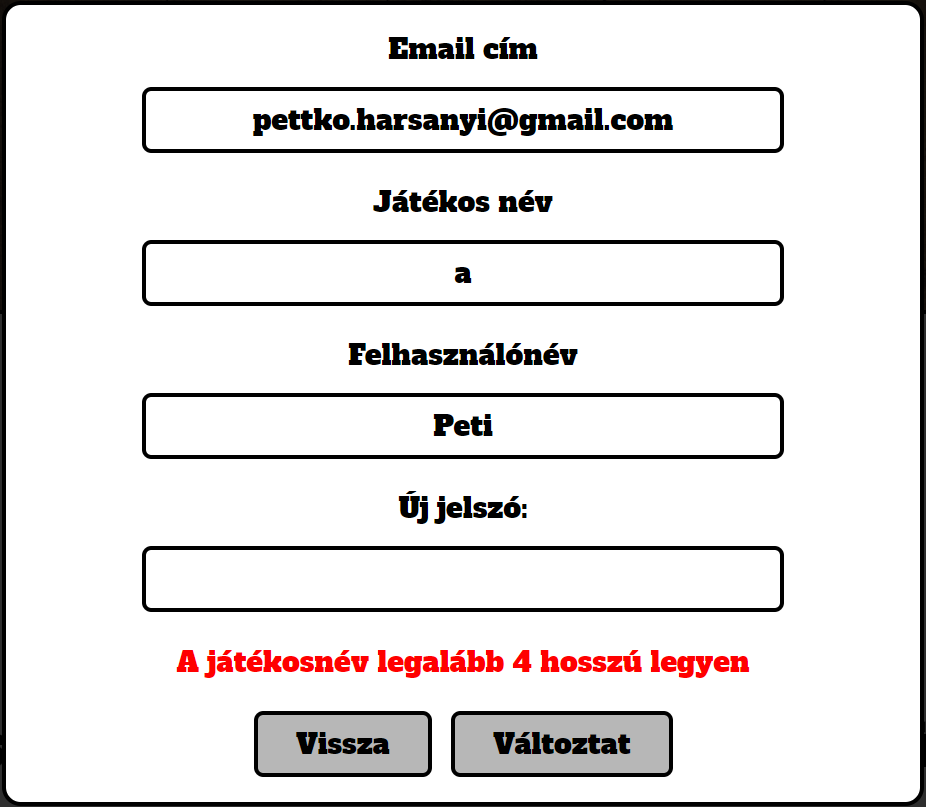 Email cím
pettko.harsanyi@gmail.com
Játékos név
a
Felhasználónév
Peti
Új jelszó:
A játékosnév legalább 4 hosszú legyen
Vissza
Változtat